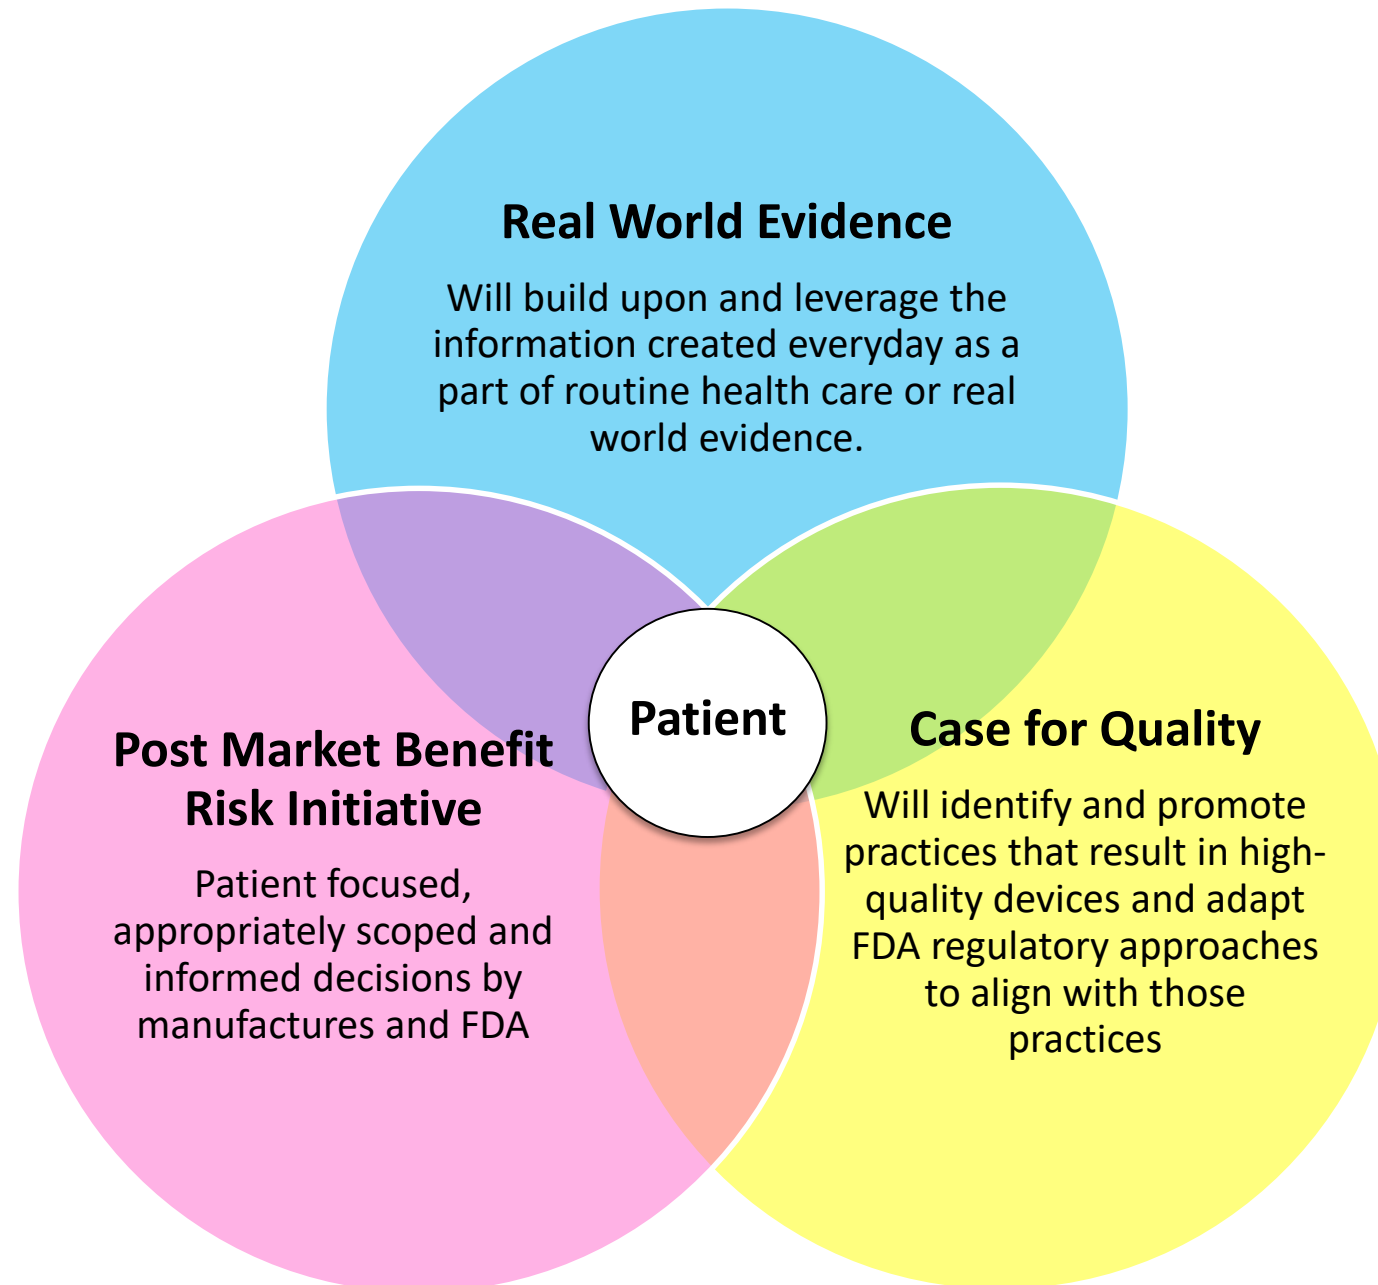 Real World Evidence
Will build upon and leverage the
information created everyday as a
part of routine health care or real
world evidence.
Patient
Post Market Benefit
Risk Initiative
Patient focused,
appropriately scoped and
informed decisions by
manufactures and FDA
Case for Quality
Will identify and promote
practices that result in high-
quality devices and adapt
FDA regulatory approaches
to align with those
practices